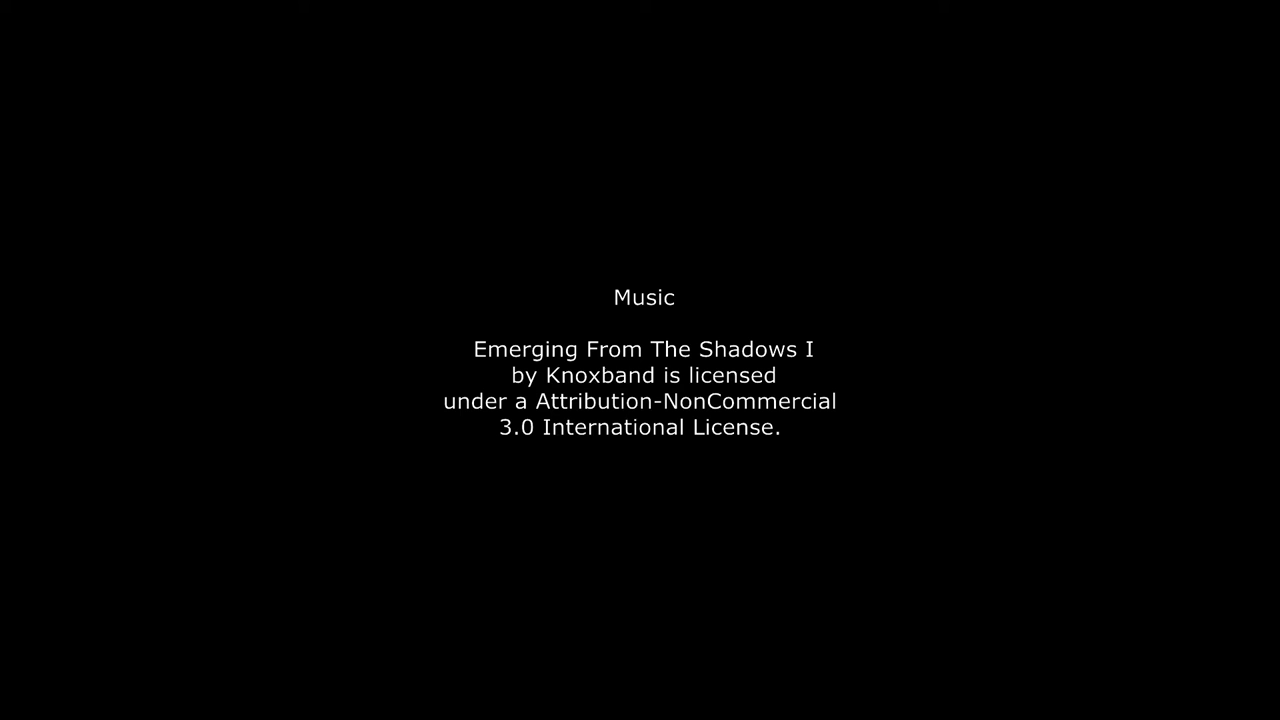 Music
Emerging From The Shadows I
by Knoxband is licensed
under a Attribution-NonCommercial
3.0 International License.